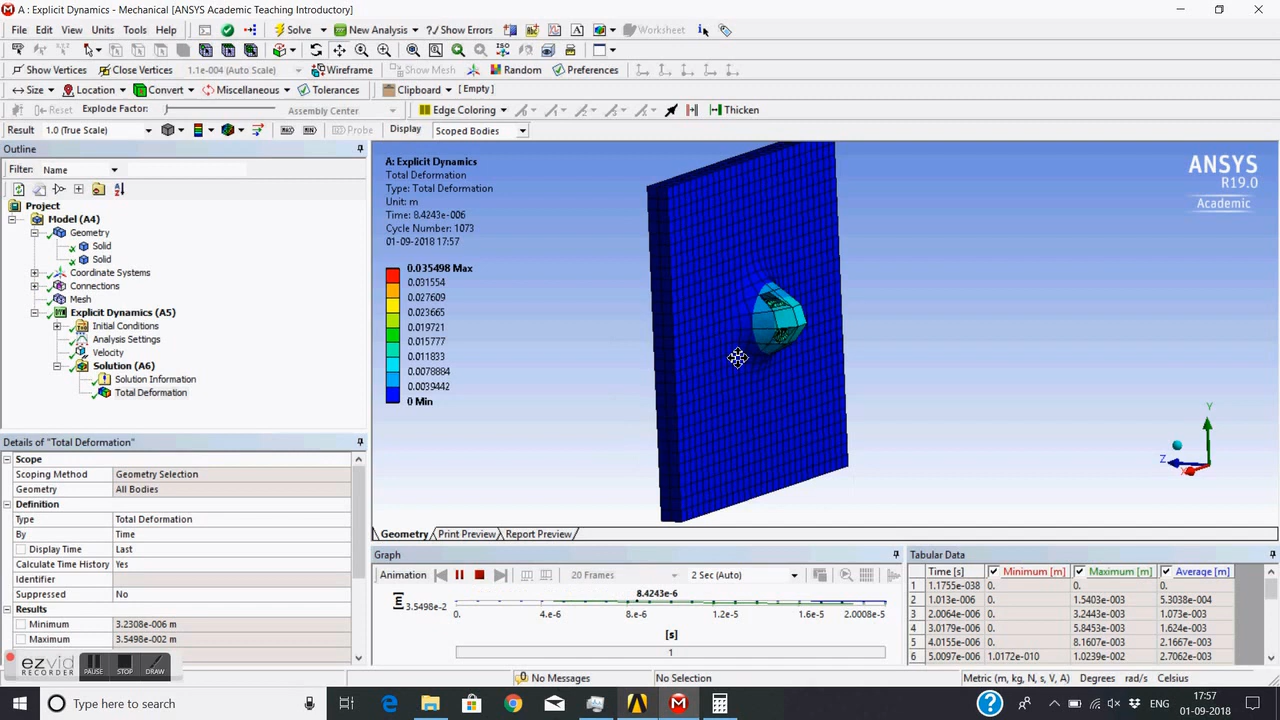 A : Explicit Dynamics - Mechanical [ANSYS Academic Teaching Introductory]
File Edit View Units Tools Help Solve New Analysis Show Errors Worksheet
Show Vertices Close Vertices 1.1e-004 (Auto Scale) Wireframe Show Mesh Random Preferences
Size Location Convert Miscellaneous Tolerances Clipboard [ Empty ]
Reset Explode Factor: Assembly Center Edge Coloring Thicken
Result 1.0 (True Scale) Probe Display Scoped Bodies
Outline
Filter: Name
Project
Model (A4)
Geometry
Solid
Solid
Coordinate Systems
Connections
Mesh
Explicit Dynamics (A5)
Initial Conditions
Analysis Settings
Velocity
Solution (A6)
Solution Information
Total Deformation
Details of "Total Deformation"
Scope
Scoping Method Geometry Selection
Geometry All Bodies
Definition
Type Total Deformation
By Time
Display Time Last
Calculate Time History Yes
Identifier
Suppressed No
Results
Minimum 3.2308e-006 m
Maximum 3.5498e-002 m
ezvid
RECORDER
PAUSE STOP DRAW
A: Explicit Dynamics
Total Deformation
Type: Total Deformation
Unit: m
Time: 8.4243e-006
Cycle Number: 1073
01-09-2018 17:57
0.035498 Max
0.031554
0.027609
0.023665
0.019721
0.015777
0.011833
0.0078884
0.0039442
0 Min
ANSYS
R19.0
Academic
Y
Z
X
Geometry Print Preview Report Preview
Graph
Animation 20 Frames 2 Sec (Auto)
8.4243e-6
[m]
3.5498e-2
0. 4.e-6 8.e-6 1.2e-5 1.6e-5 2.0008e-5
[s]
1
Tabular Data
Time [s] Minimum [m] Maximum [m] Average [m]
1 1.1755e-038 0. 0. 0.
2 1.013e-006 0. 1.5403e-003 5.3038e-004
3 2.0064e-006 0. 3.2443e-003 1.073e-003
4 3.0179e-006 0. 5.8453e-003 1.624e-003
5 4.0155e-006 0. 8.1607e-003 2.1667e-003
6 5.0097e-006 1.0172e-010 1.0239e-002 2.7062e-003
No Messages No Selection Metric (m, kg, N, s, V, A) Degrees rad/s Celsius
Type here to search
ENG
17:57
01-09-2018